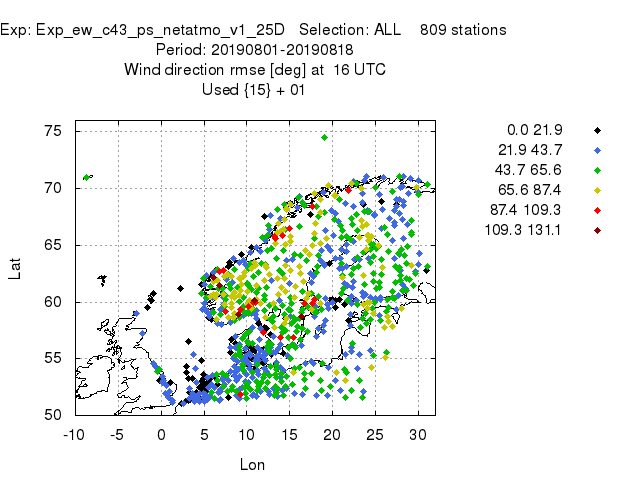 Exp: Exp_ew_c43_ps_netatmo_v1_25D   Selection: ALL    809 stations
Period: 20190801-20190818
Wind direction rmse [deg] at  16 UTC
Used {15} + 01
0.0 21.9
21.9 43.7
43.7 65.6
65.6 87.4
87.4 109.3
109.3 131.1
75
70
65
60
55
50
Lat
-10 -5 0 5 10 15 20 25 30
Lon